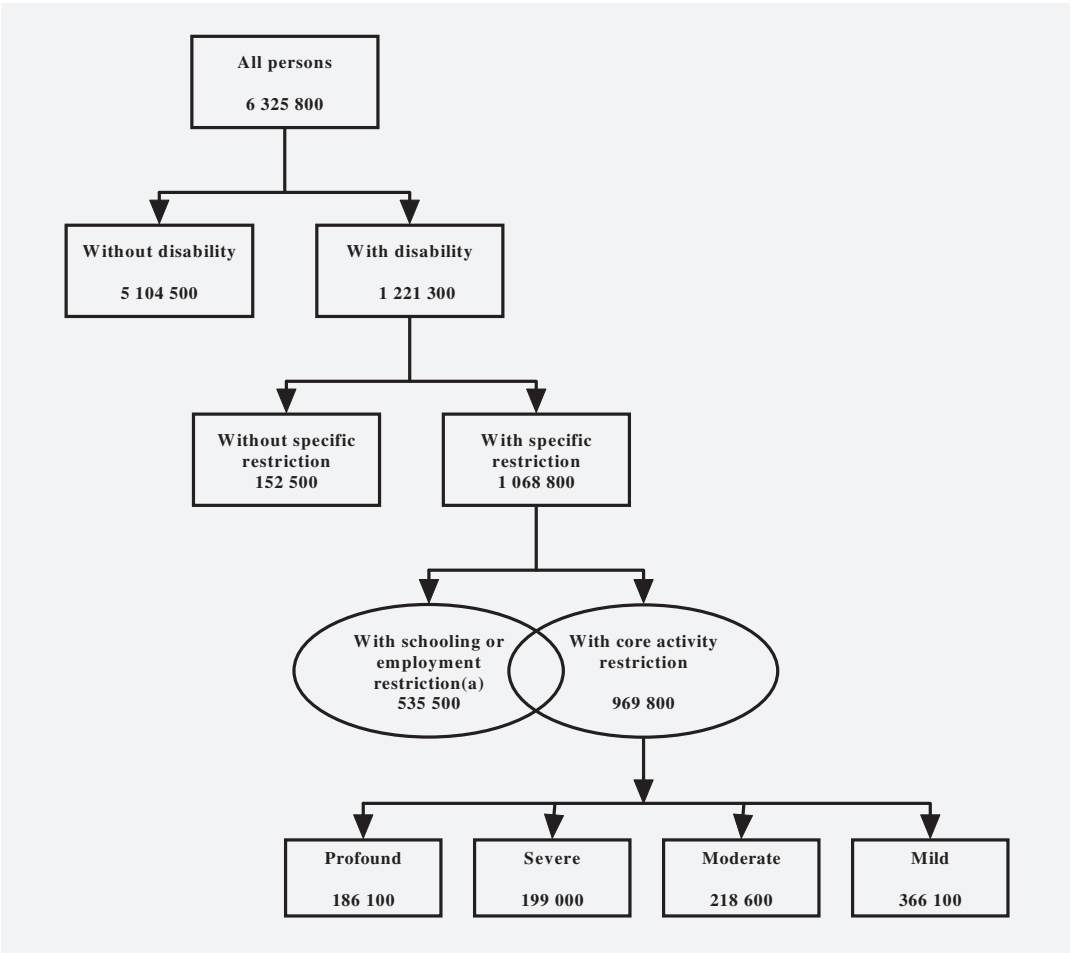 All persons
6 325 800
Without disability
5 104 500
With disability
1 221 300
Without specific
restriction
152 500
With specific
restriction
1 068 800
With schooling or
employment
restriction(a)
535 500
With core activity
restriction
969 800
Profound
186 100
Severe
199 000
Moderate
218 600
Mild
366 100